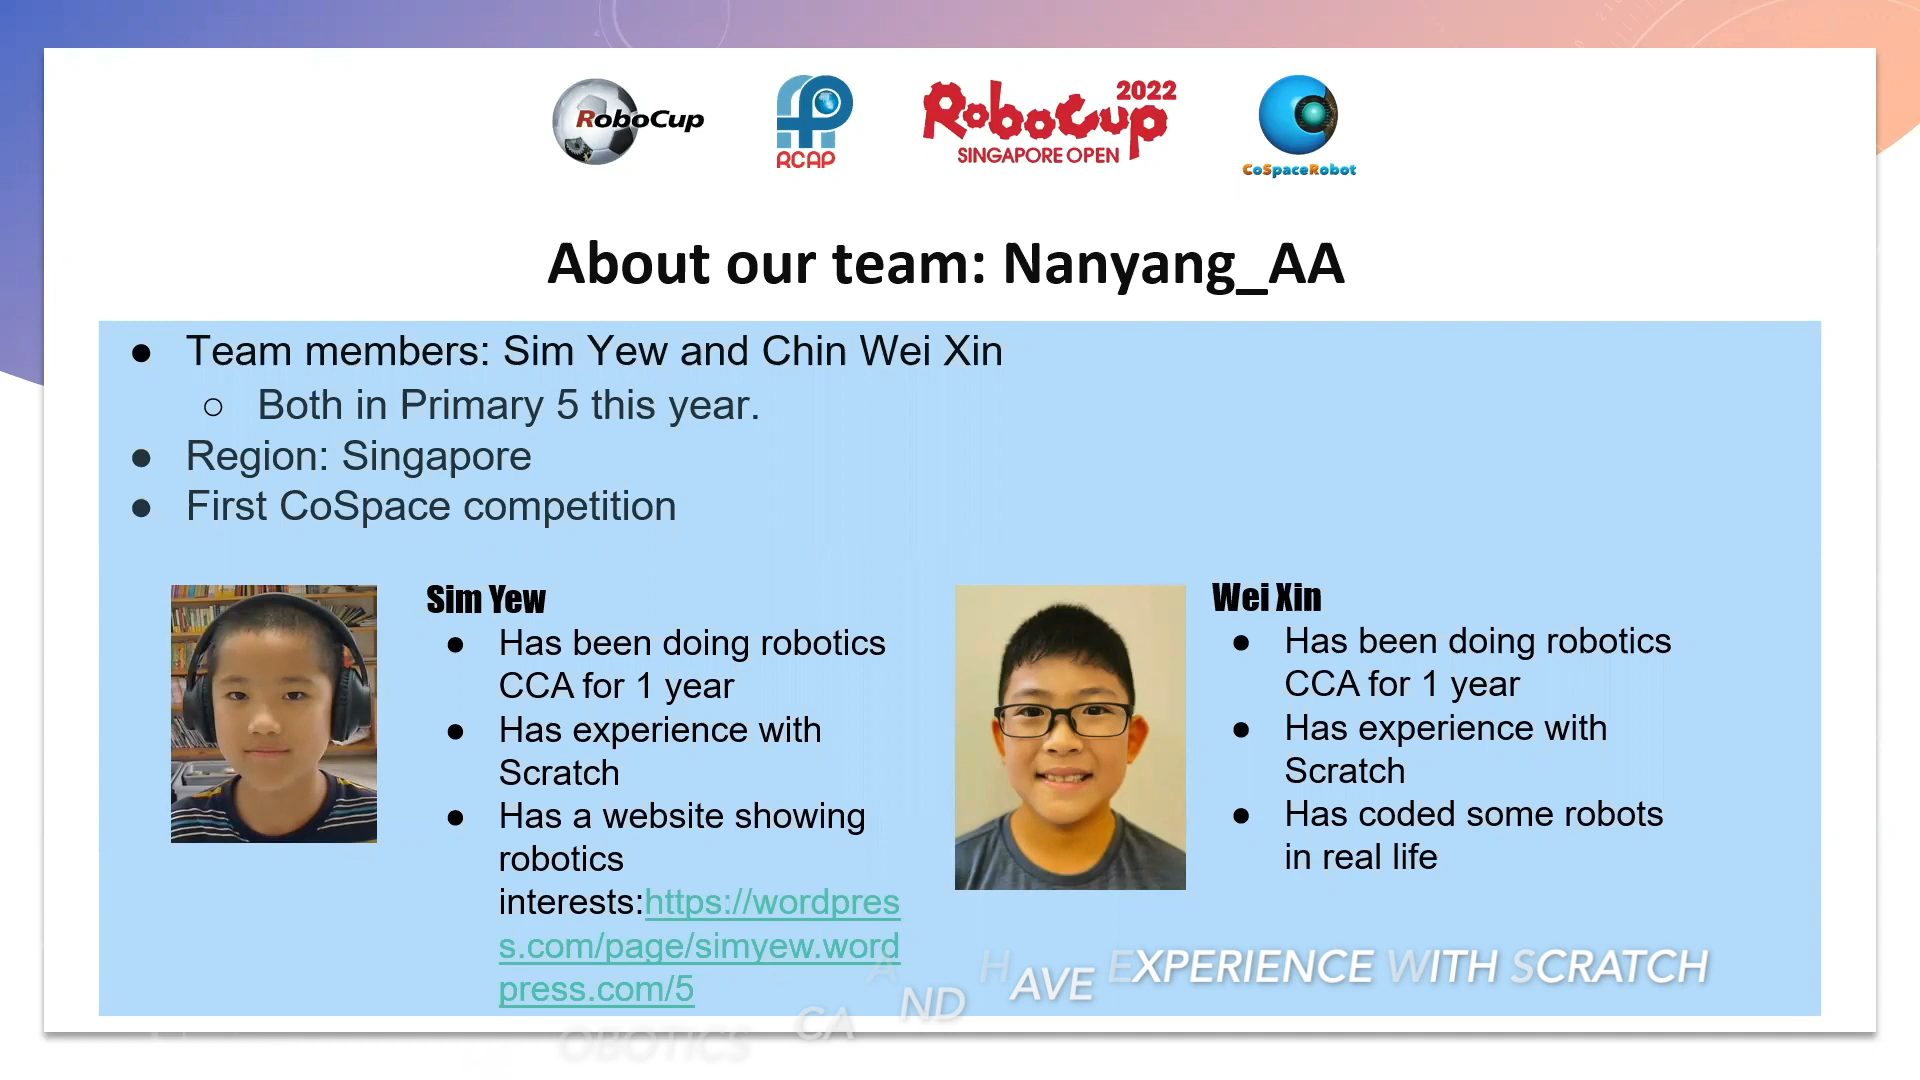 RoboCup
RCAP
RoboCup 2022
SINGAPORE OPEN
CoSpaceRobot
About our team: Nanyang_AA
● Team members: Sim Yew and Chin Wei Xin
○ Both in Primary 5 this year.
● Region: Singapore
● First CoSpace competition
Sim Yew
● Has been doing robotics
CCA for 1 year
● Has experience with
Scratch
● Has a website showing
robotics
interests:https://wordpres
s.com/page/simyew.word
press.com/5
Wei Xin
● Has been doing robotics
CCA for 1 year
● Has experience with
Scratch
● Has coded some robots
in real life
AND HAVE EXPERIENCE WITH SCRATCH